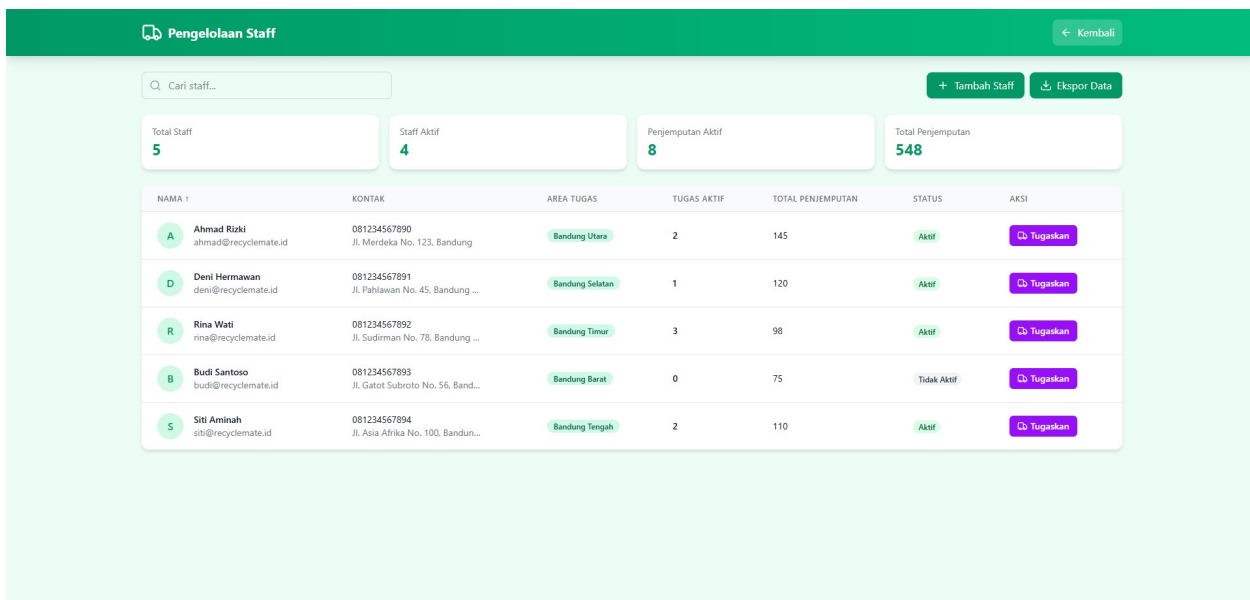 Pengelolaan Staff
← Kembali
Cari staff...
+ Tambah Staff
Ekspor Data
Total Staff
5
Staff Aktif
4
Penjemputan Aktif
8
Total Penjemputan
548
NAMA ↑ KONTAK AREA TUGAS TUGAS AKTIF TOTAL PENJEMPUTAN STATUS AKSI
A
Ahmad Rizki
ahmad@recyclemate.id
081234567890
Jl. Merdeka No. 123, Bandung
Bandung Utara
2
145
Aktif
Tugaskan
D
Deni Hermawan
deni@recyclemate.id
081234567891
Jl. Pahlawan No. 45, Bandung ...
Bandung Selatan
1
120
Aktif
Tugaskan
R
Rina Wati
rina@recyclemate.id
081234567892
Jl. Sudirman No. 78, Bandung ...
Bandung Timur
3
98
Aktif
Tugaskan
B
Budi Santoso
budi@recyclemate.id
081234567893
Jl. Gatot Subroto No. 56, Band...
Bandung Barat
0
75
Tidak Aktif
Tugaskan
S
Siti Aminah
siti@recyclemate.id
081234567894
Jl. Asia Afrika No. 100, Bandun...
Bandung Tengah
2
110
Aktif
Tugaskan